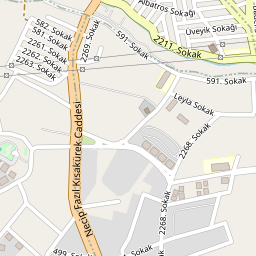 Albatros Sokağı
Üveyik Sokağı
582. Sokak
581. Sokak
2261. Sokak
2262. Sokak
2263. Sokak
2269. Sokak
591. Sokak
2211. Sokak
591. Sokak
Leyla Sokak
Necip Fazıl Kısakürek Caddesi
2268. Sokak
2268. Sokak
499. Sokak
Sokak